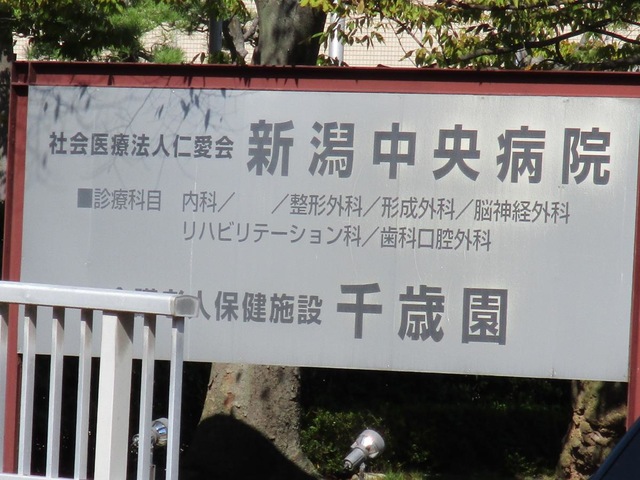 社会医療法人仁愛会 新潟中央病院
■診療科目 内科／ ／整形外科／形成外科／脳神経外科
リハビリテーション科／歯科口腔外科
人保健施設 千歳園